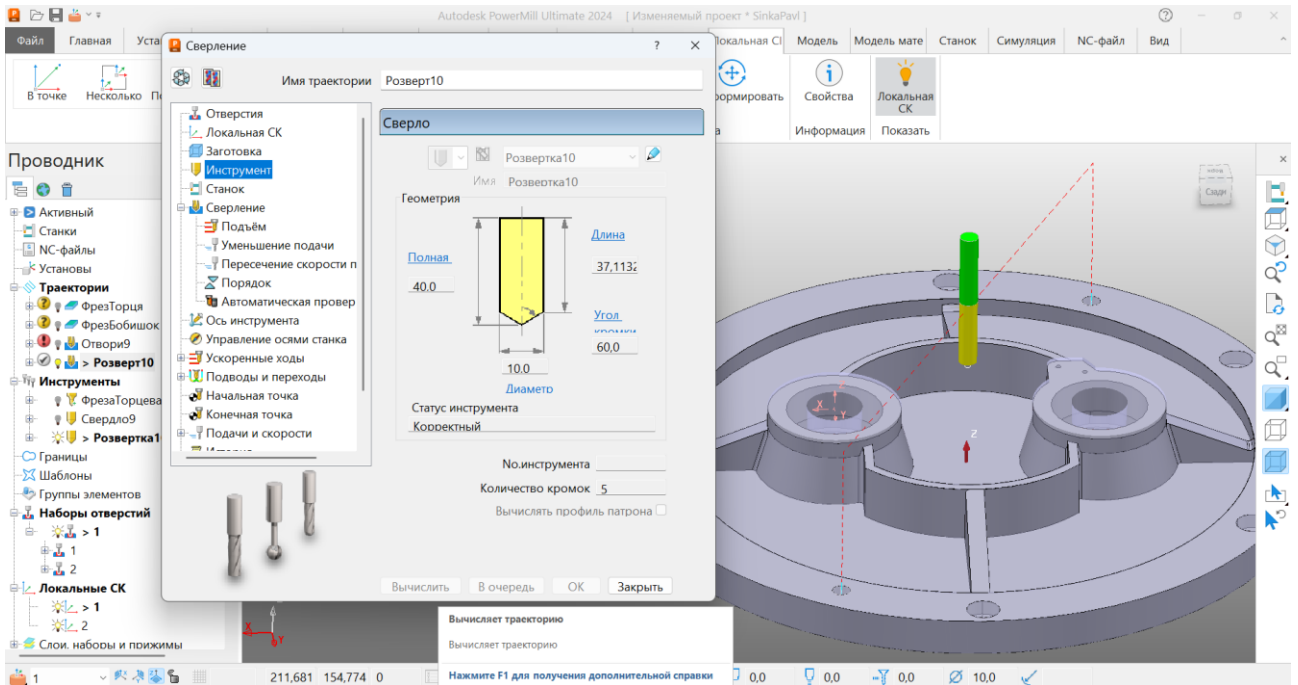 Autodesk PowerMill Ultimate 2024 [ Изменяемый проект * SinkaPavl ]
Файл Главная Уста
Локальная СК Модель Модель мате Станок Симуляция NC-файл Вид
В точке Несколько
Свойства Локальная СК
Информация Показать
Проводник
Активный
Станки
NC-файлы
Установы
Траектории
ФрезТорця
ФрезБобишок
Отвори9
> Розверт10
Инструменты
ФрезаТорцева
Свердло9
> Розвертка1
Границы
Шаблоны
Группы элементов
Наборы отверстий
> 1
1
2
Локальные СК
> 1
2
Слои, наборы и прижимы
Сверление ?
Имя траектории Розверт10
Отверстия
Локальная СК
Заготовка
Инструмент
Станок
Сверление
Подъём
Уменьшение подачи
Пересечение скорости п
Порядок
Автоматическая провер
Ось инструмента
Управление осями станка
Ускоренные ходы
Подводы и переходы
Начальная точка
Конечная точка
Подачи и скорости
История
Сверло
Розвертка10
Имя Розвертка10
Геометрия
Полная
40.0
Длина
37,1132
Угол кромки
60,0
10.0
Диаметр
Статус инструмента
Корректный
No.инструмента
Количество кромок 5
Вычислять профиль патрона
Вычислить В очередь OK Закрыть
Вычисляет траекторию
Вычисляет траекторию
Нажмите F1 для получения дополнительной справки
Сзади
X Y
Z
X Y
1 211,681 154,774 0 0,0 0,0 0,0 10,0